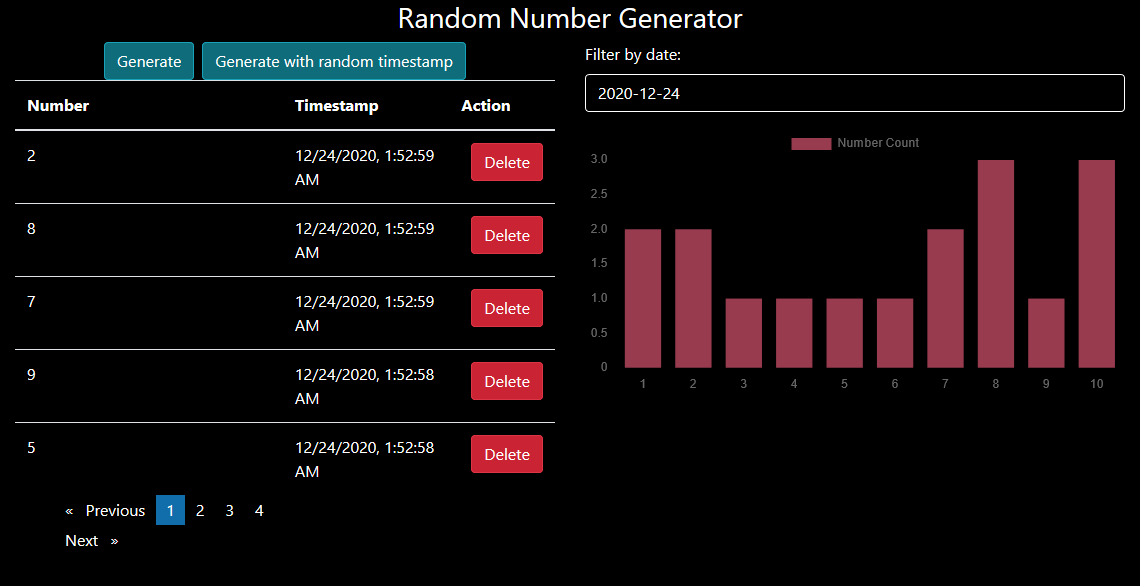 Random Number Generator
Generate Generate with random timestamp
Number Timestamp Action
2 12/24/2020, 1:52:59
AM Delete
8 12/24/2020, 1:52:59
AM Delete
7 12/24/2020, 1:52:59
AM Delete
9 12/24/2020, 1:52:58
AM Delete
5 12/24/2020, 1:52:58
AM Delete
« Previous 1 2 3 4
Next »
Filter by date:
2020-12-24
Number Count
3.0
2.5
2.0
1.5
1.0
0.5
0
1 2 3 4 5 6 7 8 9 10